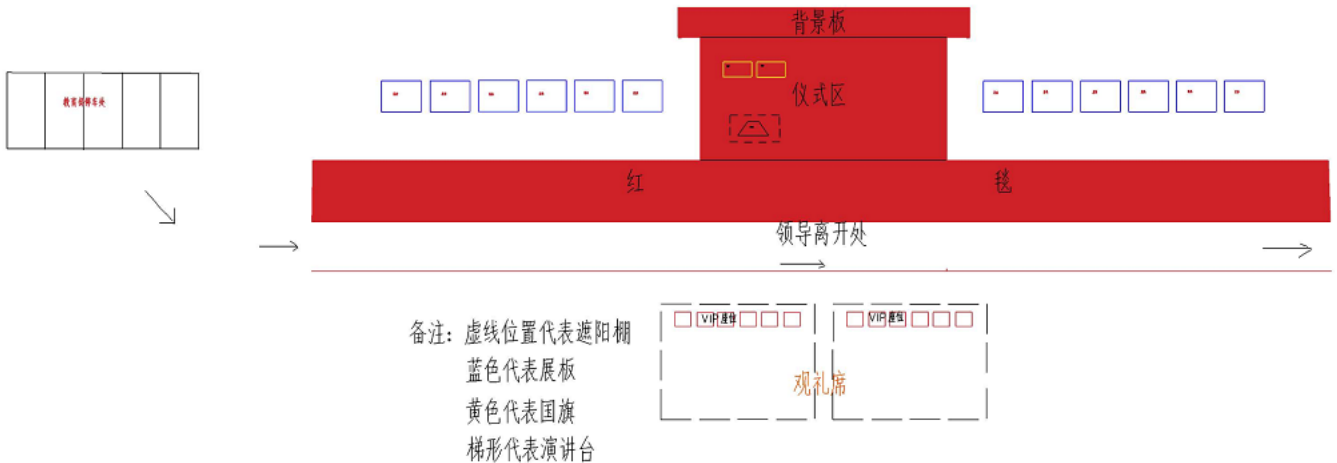 背景板
仪式区
红 毯
领导离开处
备注：虚线位置代表遮阳棚
蓝色代表展板
黄色代表国旗
梯形代表演讲台
VIP座位
VIP座位
观礼席